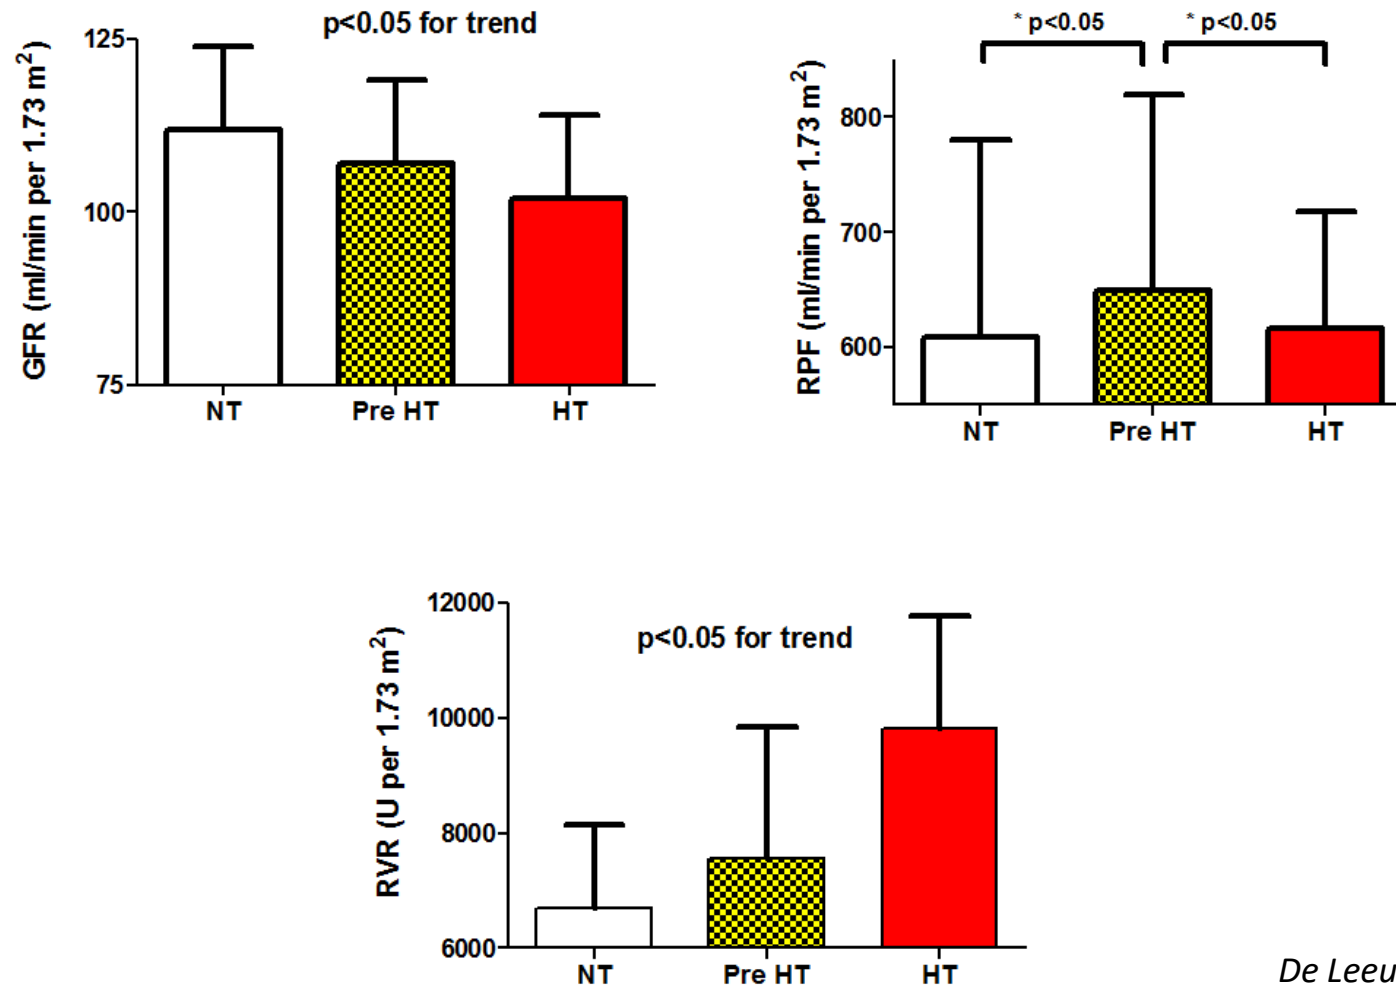 p<0.05 for trend
GFR (ml/min per 1.73 m²)
125
100
75
NT Pre HT HT
* p<0.05 * p<0.05
RPF (ml/min per 1.73 m²)
800
700
600
NT Pre HT HT
p<0.05 for trend
RVR (U per 1.73 m²)
12000
10000
8000
6000
NT Pre HT HT
De Leeu